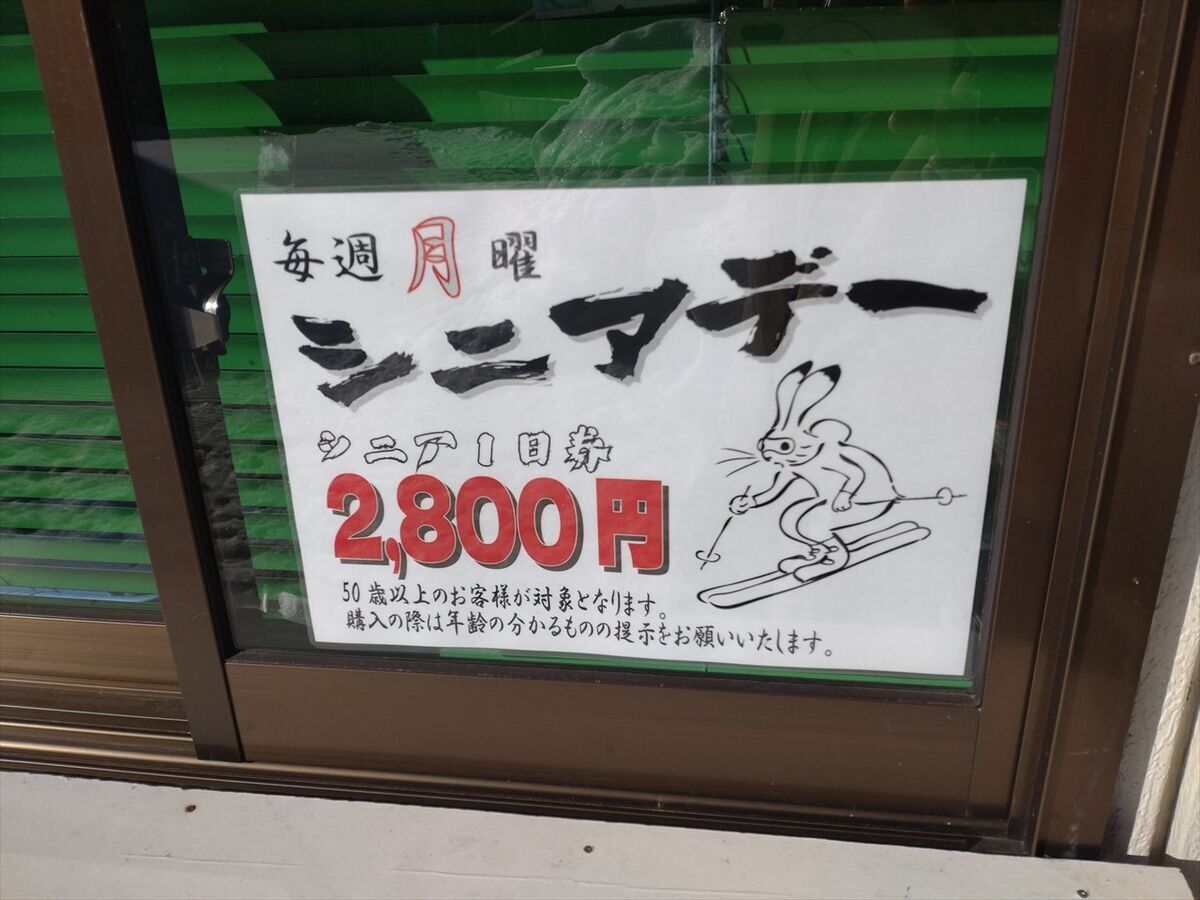 毎週月曜
シニアデー
シニア1回券
2,800円
50歳以上のお客様が対象となります。
購入の際は年齢の分かるものの提示をお願いいたします。